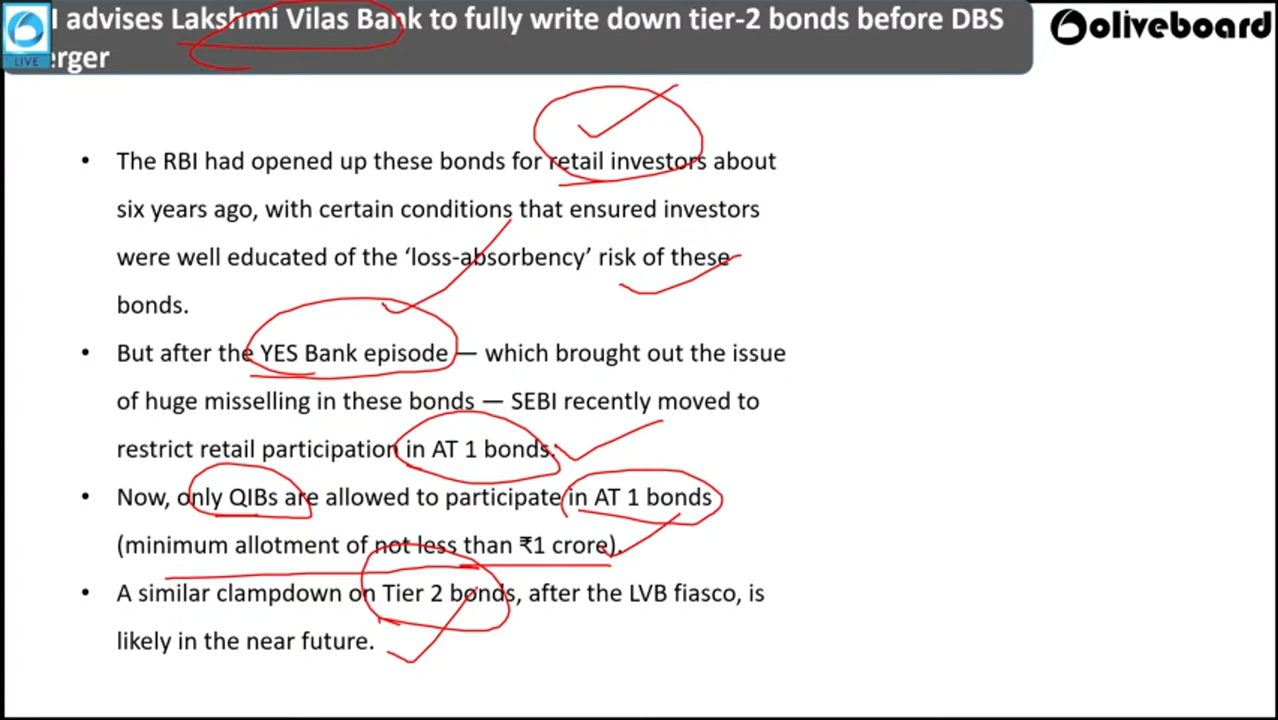 I advises Lakshmi Vilas Bank to fully write down tier-2 bonds before DBS
erger
LIVE
oliveboard
• The RBI had opened up these bonds for retail investors about
six years ago, with certain conditions that ensured investors
were well educated of the ‘loss-absorbency’ risk of these
bonds.
• But after the YES Bank episode — which brought out the issue
of huge misselling in these bonds — SEBI recently moved to
restrict retail participation in AT 1 bonds.
• Now, only QIBs are allowed to participate in AT 1 bonds
(minimum allotment of not less than ₹1 crore).
• A similar clampdown on Tier 2 bonds, after the LVB fiasco, is
likely in the near future.